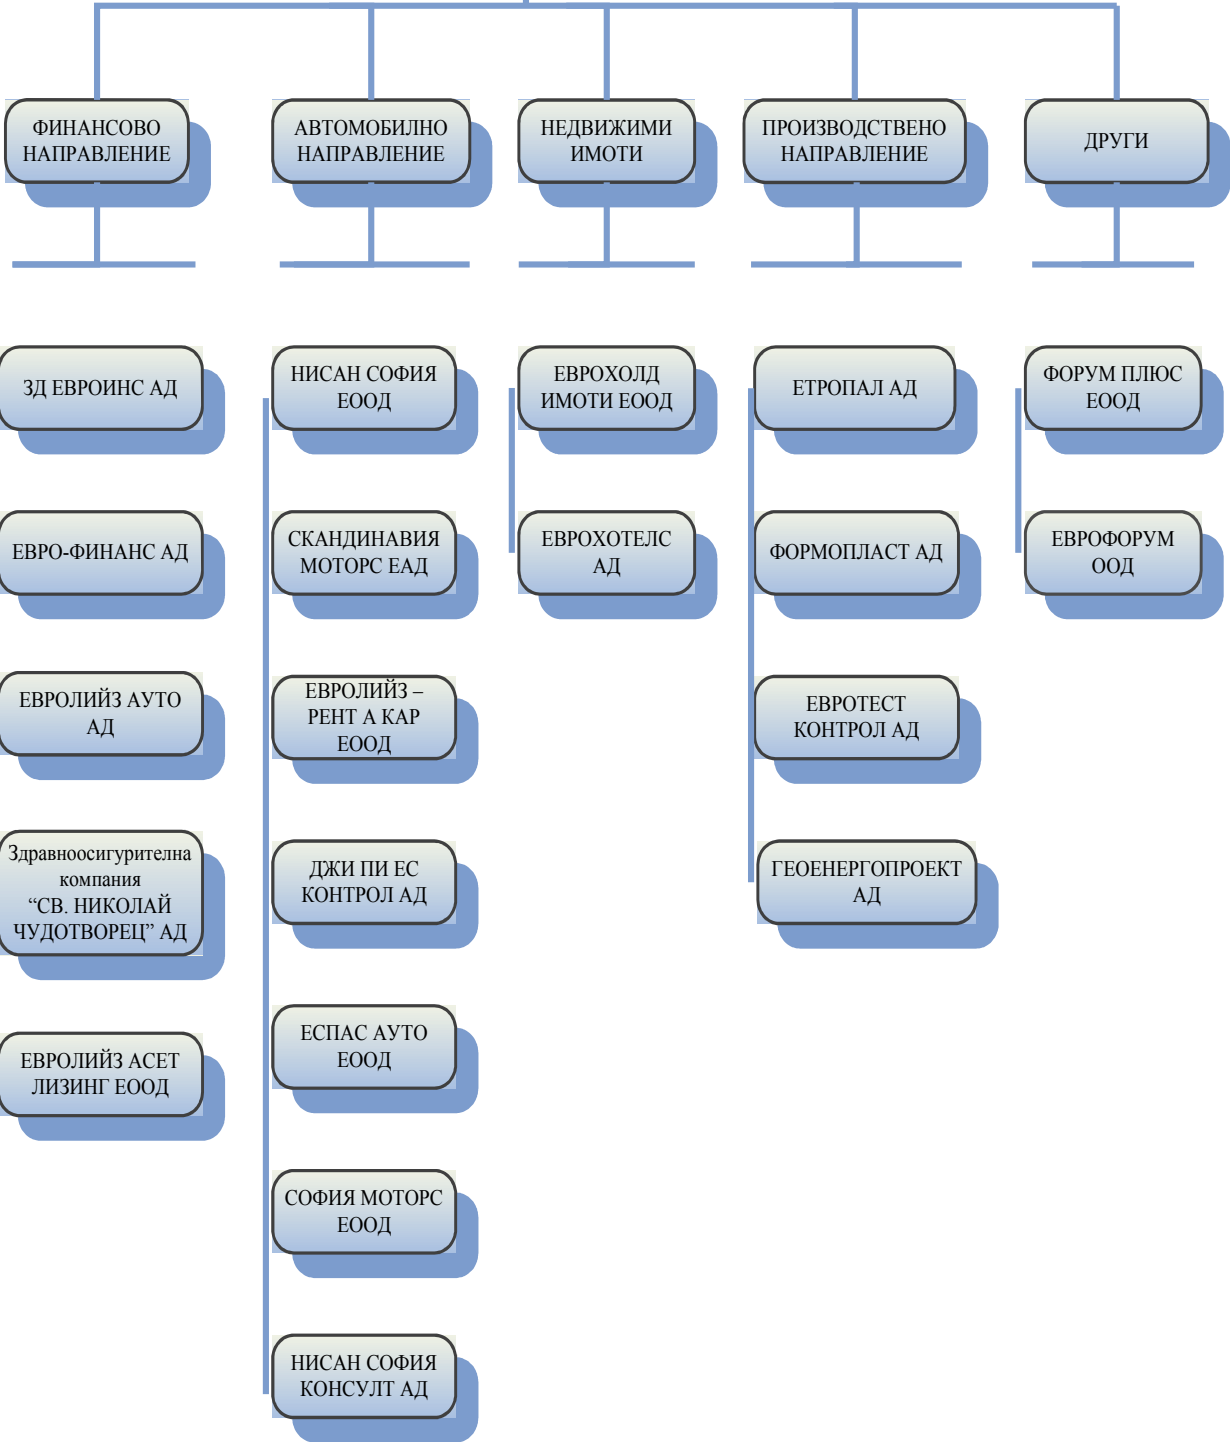 ФИНАНСОВО
НАПРАВЛЕНИЕ
АВТОМОБИЛНО
НАПРАВЛЕНИЕ
НЕДВИЖИМИ
ИМОТИ
ПРОИЗВОДСТВЕНО
НАПРАВЛЕНИЕ
ДРУГИ
ЗД ЕВРОИНС АД
ЕВРО-ФИНАНС АД
ЕВРОЛИЙЗ АУТО
АД
Здравноосигурителна
компания
“СВ. НИКОЛАЙ
ЧУДОТВОРЕЦ” АД
ЕВРОЛИЙЗ АСЕТ
ЛИЗИНГ ЕООД
НИСАН СОФИЯ
ЕООД
СКАНДИНАВИЯ
МОТОРС ЕАД
ЕВРОЛИЙЗ –
РЕНТ А КАР
ЕООД
ДЖИ ПИ ЕС
КОНТРОЛ АД
ЕСПАС АУТО
ЕООД
СОФИЯ МОТОРС
ЕООД
НИСАН СОФИЯ
КОНСУЛТ АД
ЕВРОХОЛД
ИМОТИ ЕООД
ЕВРОХОТЕЛС
АД
ЕТРОПАЛ АД
ФОРМОПЛАСТ АД
ЕВРОТЕСТ
КОНТРОЛ АД
ГЕОЕНЕРГОПРОЕКТ
АД
ФОРУМ ПЛЮС
ЕООД
ЕВРОФОРУМ
ООД